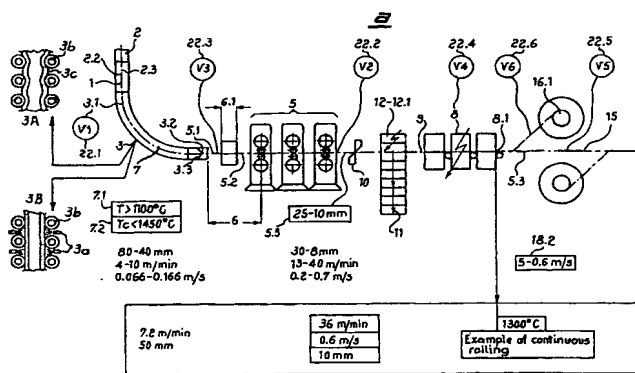 a
2
22.3
22.2
22.4
22.6
22.5
3b
3c
2.2
2.3
1
V3
6.1
5
V2
12-12.1
V4
V6
16.1
V5
3A
3.1
V1
22.1
3
3.2
5.1
3.3
7
5.2
10
9
8
8.1
5.3
15
3B
3b
3a
7.1
T>1100°C
7.2
Tc<1450°C
6
5.3
25-10mm
11
80-40 mm
4-10 m/min
0.066-0.166 m/s
30-8mm
13-40 m/min
0.2-0.7 m/s
18.2
5-0.6 m/s
7.2 m/min
50 mm
36 m/min
0.6 m/s
10 mm
1300°C
Example of continuous
railing